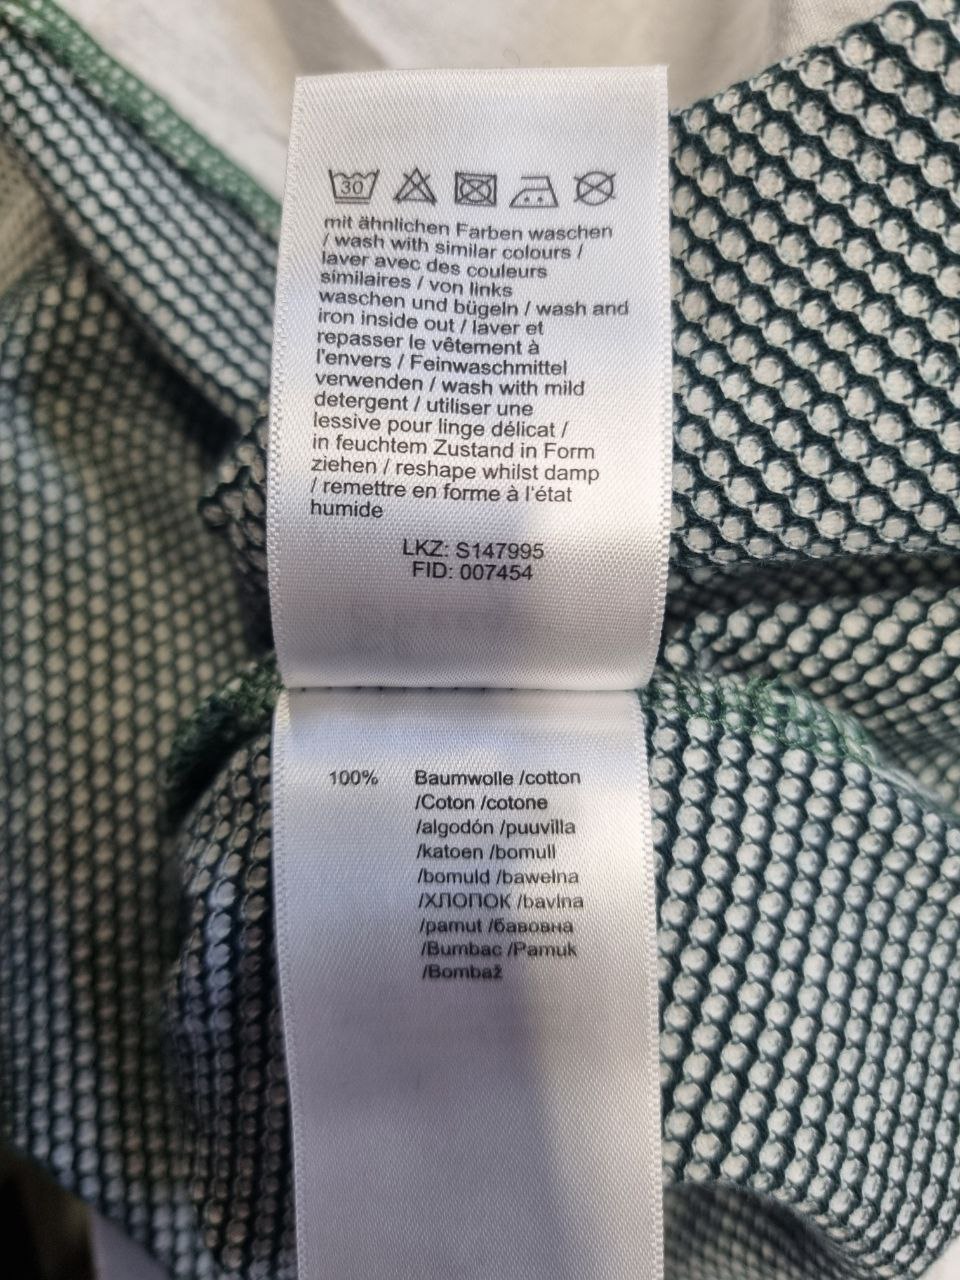 30
mit ähnlichen Farben waschen
/ wash with similar colours /
laver avec des couleurs
similaires / von links
waschen und bügeln / wash and
iron inside out / laver et
repasser le vêtement à
l'envers / Feinwaschmittel
verwenden / wash with mild
detergent / utiliser une
lessive pour linge délicat /
in feuchtem Zustand in Form
ziehen / reshape whilst damp
/ remettre en forme à l'état
humide
LKZ: S147995
FID: 007454
100% Baumwolle /cotton
/Coton /cotone
/algodón /puuvilla
/katoen /bomull
/bomuld /bawełna
/ХЛОПОК /bavlna
/pamut /бавовна
/Bumbac /Pamuk
/Bombaž